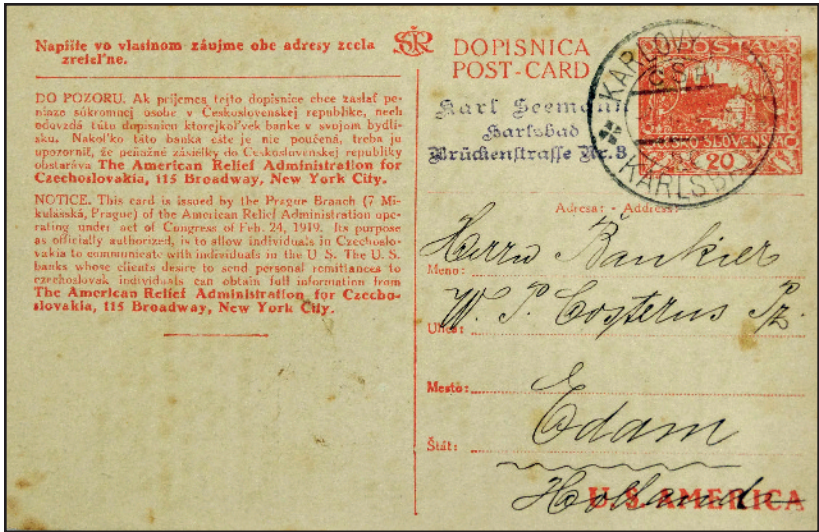 Napíšte vo vlastnom záujme obe adresy zcela
zreteľne.
DO POZORU. Ak prijemca tejto dopisnice chce zaslať pe-
niaze súkromnej osobe v Československej republike, nech
odovzdá túto dopisnicu ktorejkoľvek banke v svojom bydli-
sku. Nakoľko táto banka ešte je nie poučená, treba ju
upozorniť, že peňažné zásielky do Československej republiky
obstaráva The American Relief Administration for
Czechoslovakia, 115 Broadway, New York City.
NOTICE. This card is issued by the Prague Branch (7 Mi-
kulášská, Prague) of the American Relief Administration ope-
rating under act of Congress of Feb. 24, 1919. Its purpose
as officially authorized, is to allow individuals in Czechoslo-
vakia to communicate with individuals in the U S. The U. S.
banks whose clients desire to send personal remittances to
czechoslovak individuals can obtain full information from
The American Relief Administration for Czecho-
slovakia, 115 Broadway, New York City.
SČR
DOPISNICA
POST-CARD
Karl Seemann
Karlsbad
Brückenstrasse Nr. 3
KARLOVY
Č.S.P.
KARLSBAD
POŠTA
ČESKO-SLOVENSKÁ
20
Adresat - Address:
Herrn Bankier
Meno:
W. P. Costerus Pz.
Ulica:
Mesto:
Edam
Štát:
Holland
U. S. AMERICA